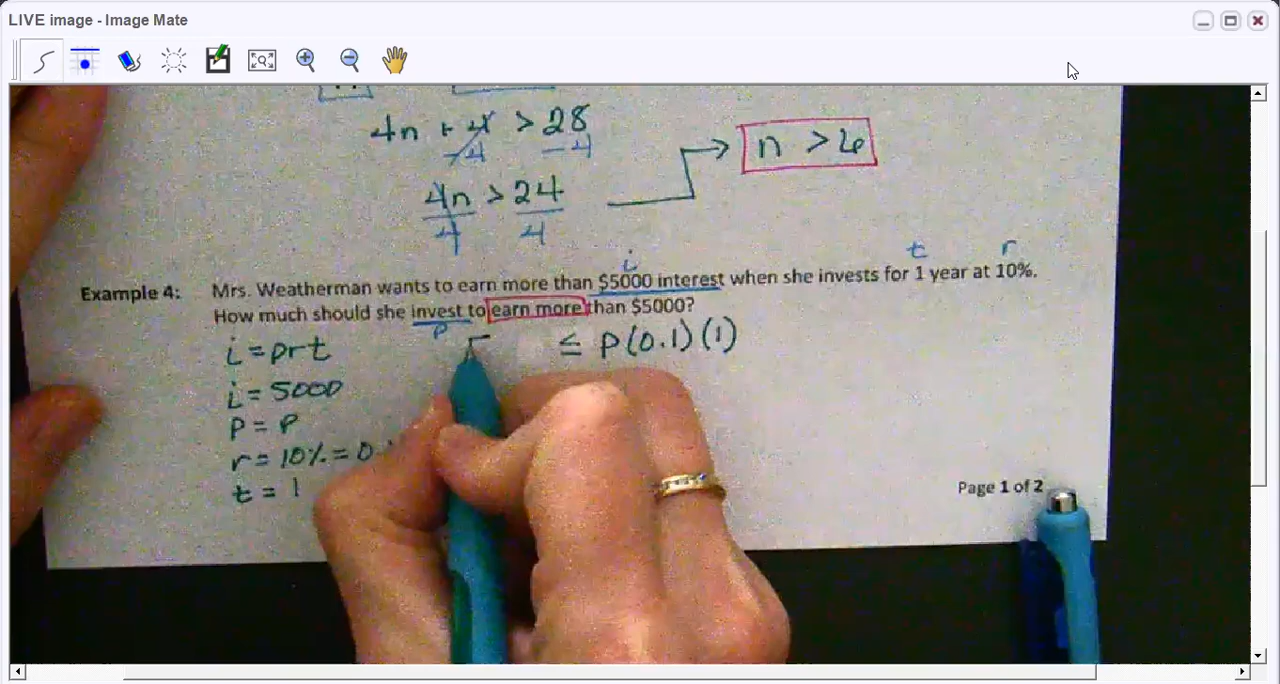 LIVE image - Image Mate
4n + 4 > 28
-4 -4
n > 6
4n > 24
4 4
i
t r
Example 4: Mrs. Weatherman wants to earn more than $5000 interest when she invests for 1 year at 10%.
How much should she invest to earn more than $5000?
p
i = prt
≤ P(0.1)(1)
i = 5000
P = P
r = 10% = 0
t = 1
Page 1 of 2